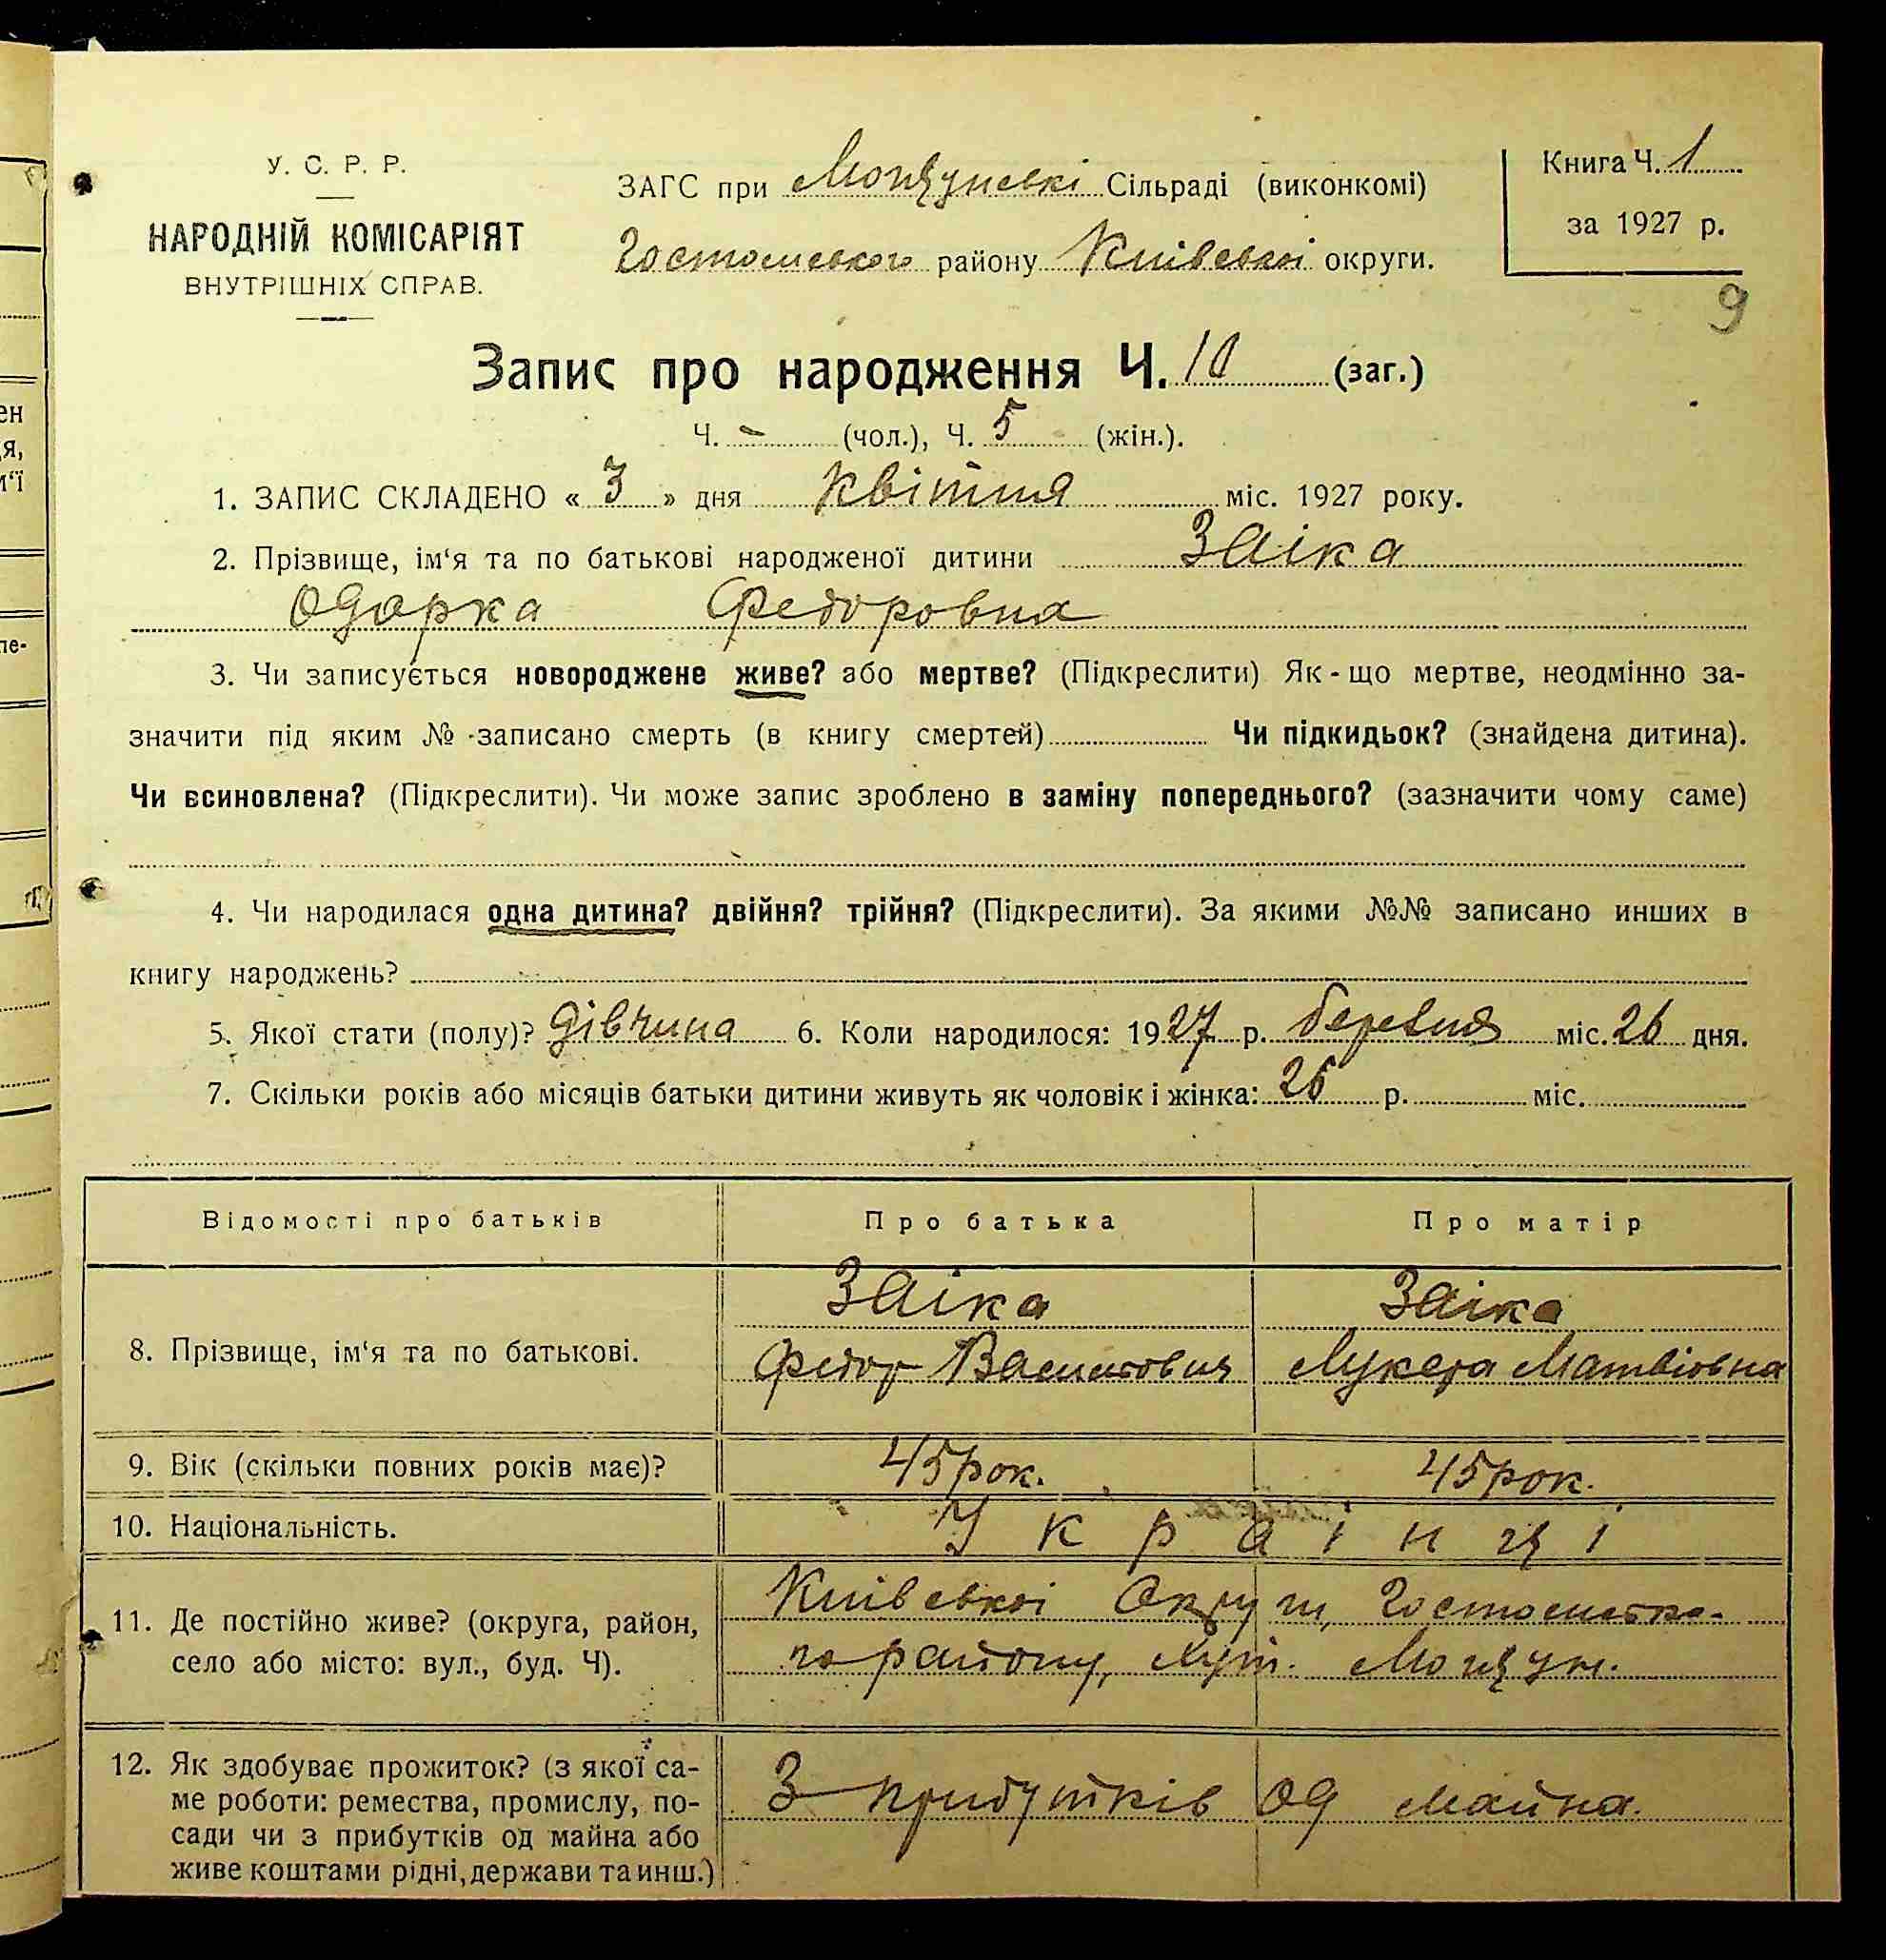 У. С. Р. Р.
НАРОДНІЙ КОМІСАРІЯТ
ВНУТРІШНІХ СПРАВ.
ЗАГС при Мощунські Сільраді (виконкомі)
Гостомського району Київської округи.
Книга Ч. 1
за 1927 р.
9
Запис про народження Ч. 10 (заг.)
Ч. - (чол.), Ч. 5 (жін.).
1. ЗАПИС СКЛАДЕНО « 3 » дня квітня міс. 1927 року.
2. Прізвище, ім‘я та по батькові народженої дитини Заіка
Одарка Федоровна
3. Чи записується новороджене живе? або мертве? (Підкреслити) Як - що мертве, неодмінно за-
значити під яким № записано смерть (в книгу смертей) Чи підкидьок? (знайдена дитина).
Чи всиновлена? (Підкреслити). Чи може запис зроблено в заміну попереднього? (зазначити чому саме)
4. Чи народилася одна дитина? двійня? трійня? (Підкреслити). За якими №№ записано инших в
книгу народжень?
5. Якої стати (полу)? дівчина 6. Коли народилося: 1927 р. березня міс. 26 дня.
7. Скільки років або місяців батьки дитини живуть як чоловік і жінка: 25 р. міс.
Відомості про батьків Про батька Про матір
8. Прізвище, ім‘я та по батькові.
Заіка Заіка
Федор Васильович Лукера Матвіовна
9. Вік (скільки повних років має)? 45 рок. 45 рок.
10. Національність. Українці
11. Де постійно живе? (округа, район,
село або місто: вул., буд. Ч).
Київської Округи, Гостомсько-
го району, Мощун.
12. Як здобуває прожиток? (з якої са-
ме роботи: ремества, промислу, по-
сади чи з прибутків од майна або
живе коштами рідні, держави та инш.)
З прибутків од майна.
ен
я,
и‘ї
пе-